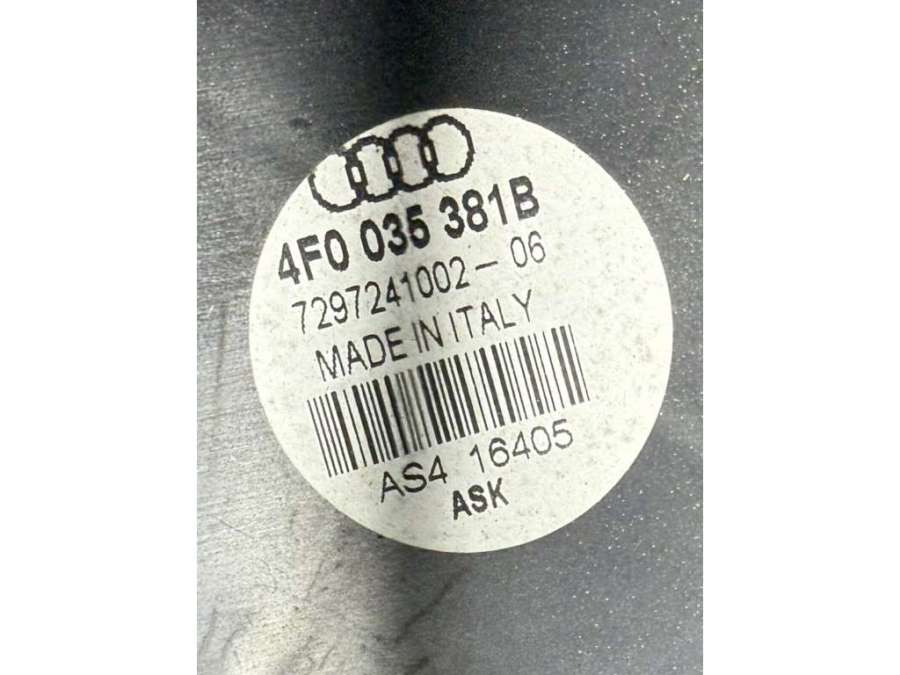 4F0 035 381B
7297241002-06
MADE IN ITALY
AS4 16405
ASK